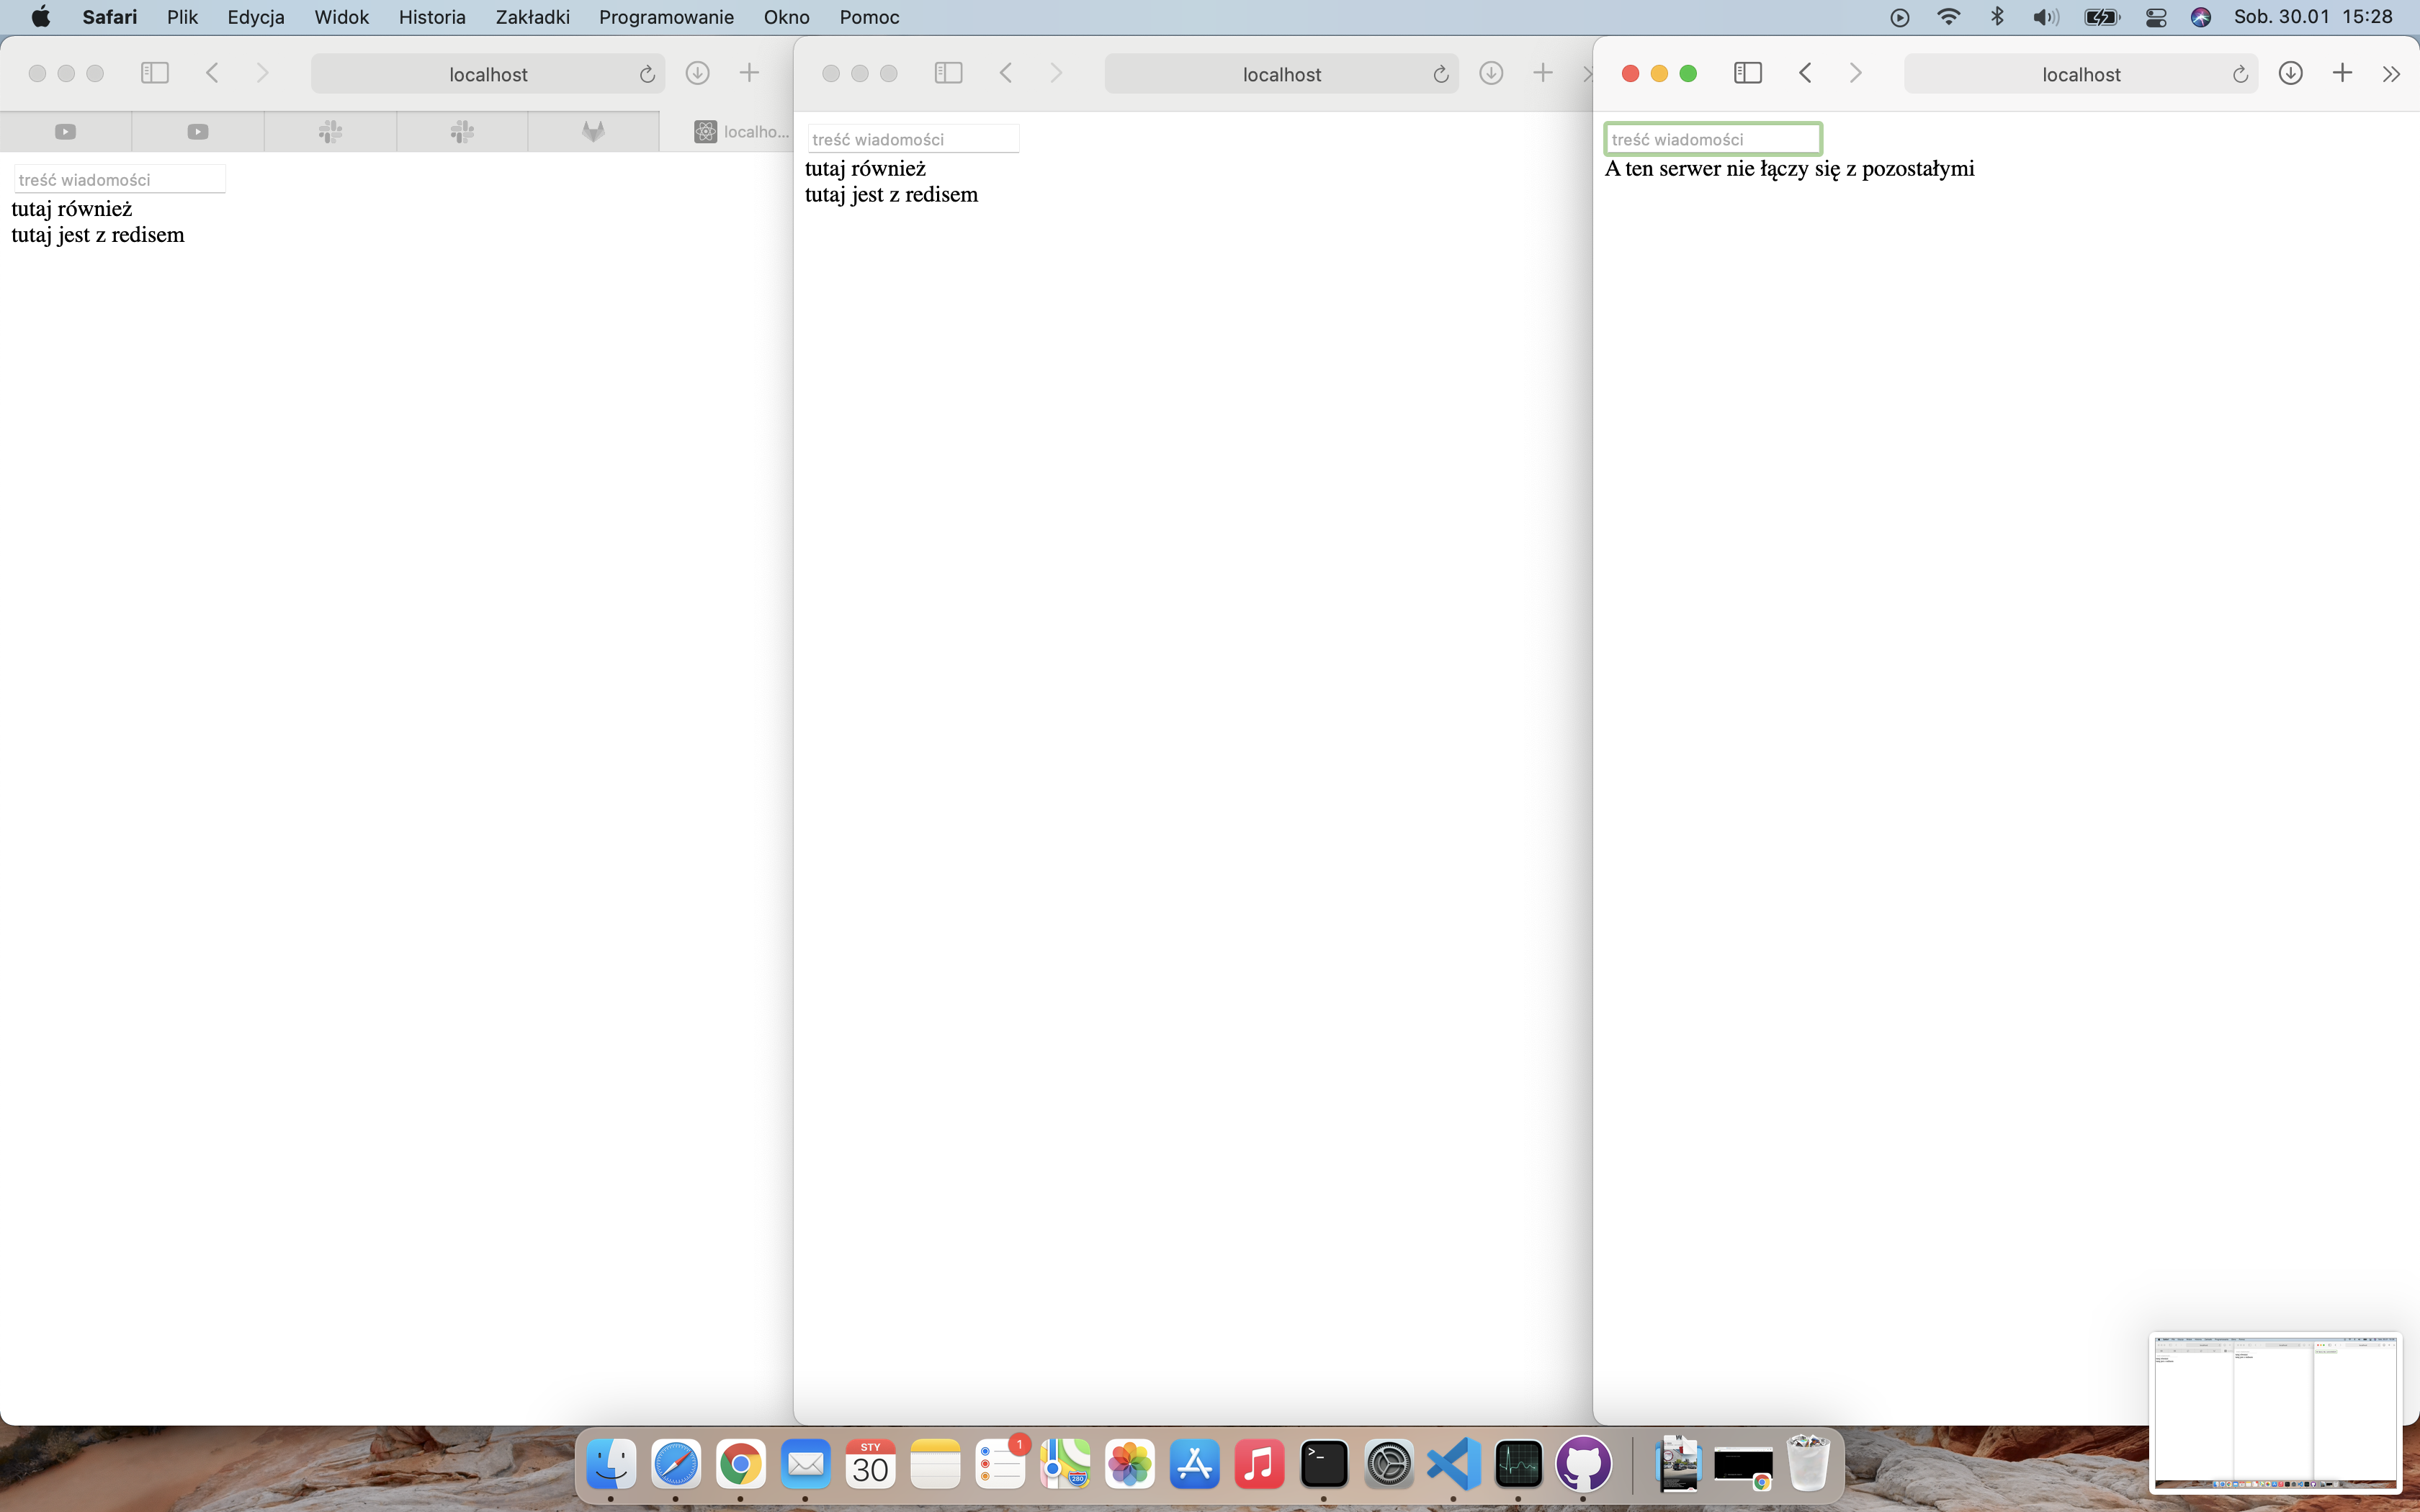 Safari Plik Edycja Widok Historia Zakładki Programowanie Okno Pomoc Sob. 30.01 15:28
localhost
localho...
treść wiadomości
tutaj również
tutaj jest z redisem
localhost
treść wiadomości
tutaj również
tutaj jest z redisem
localhost
treść wiadomości
A ten serwer nie łączy się z pozostałymi
STY
30
1
280
>_